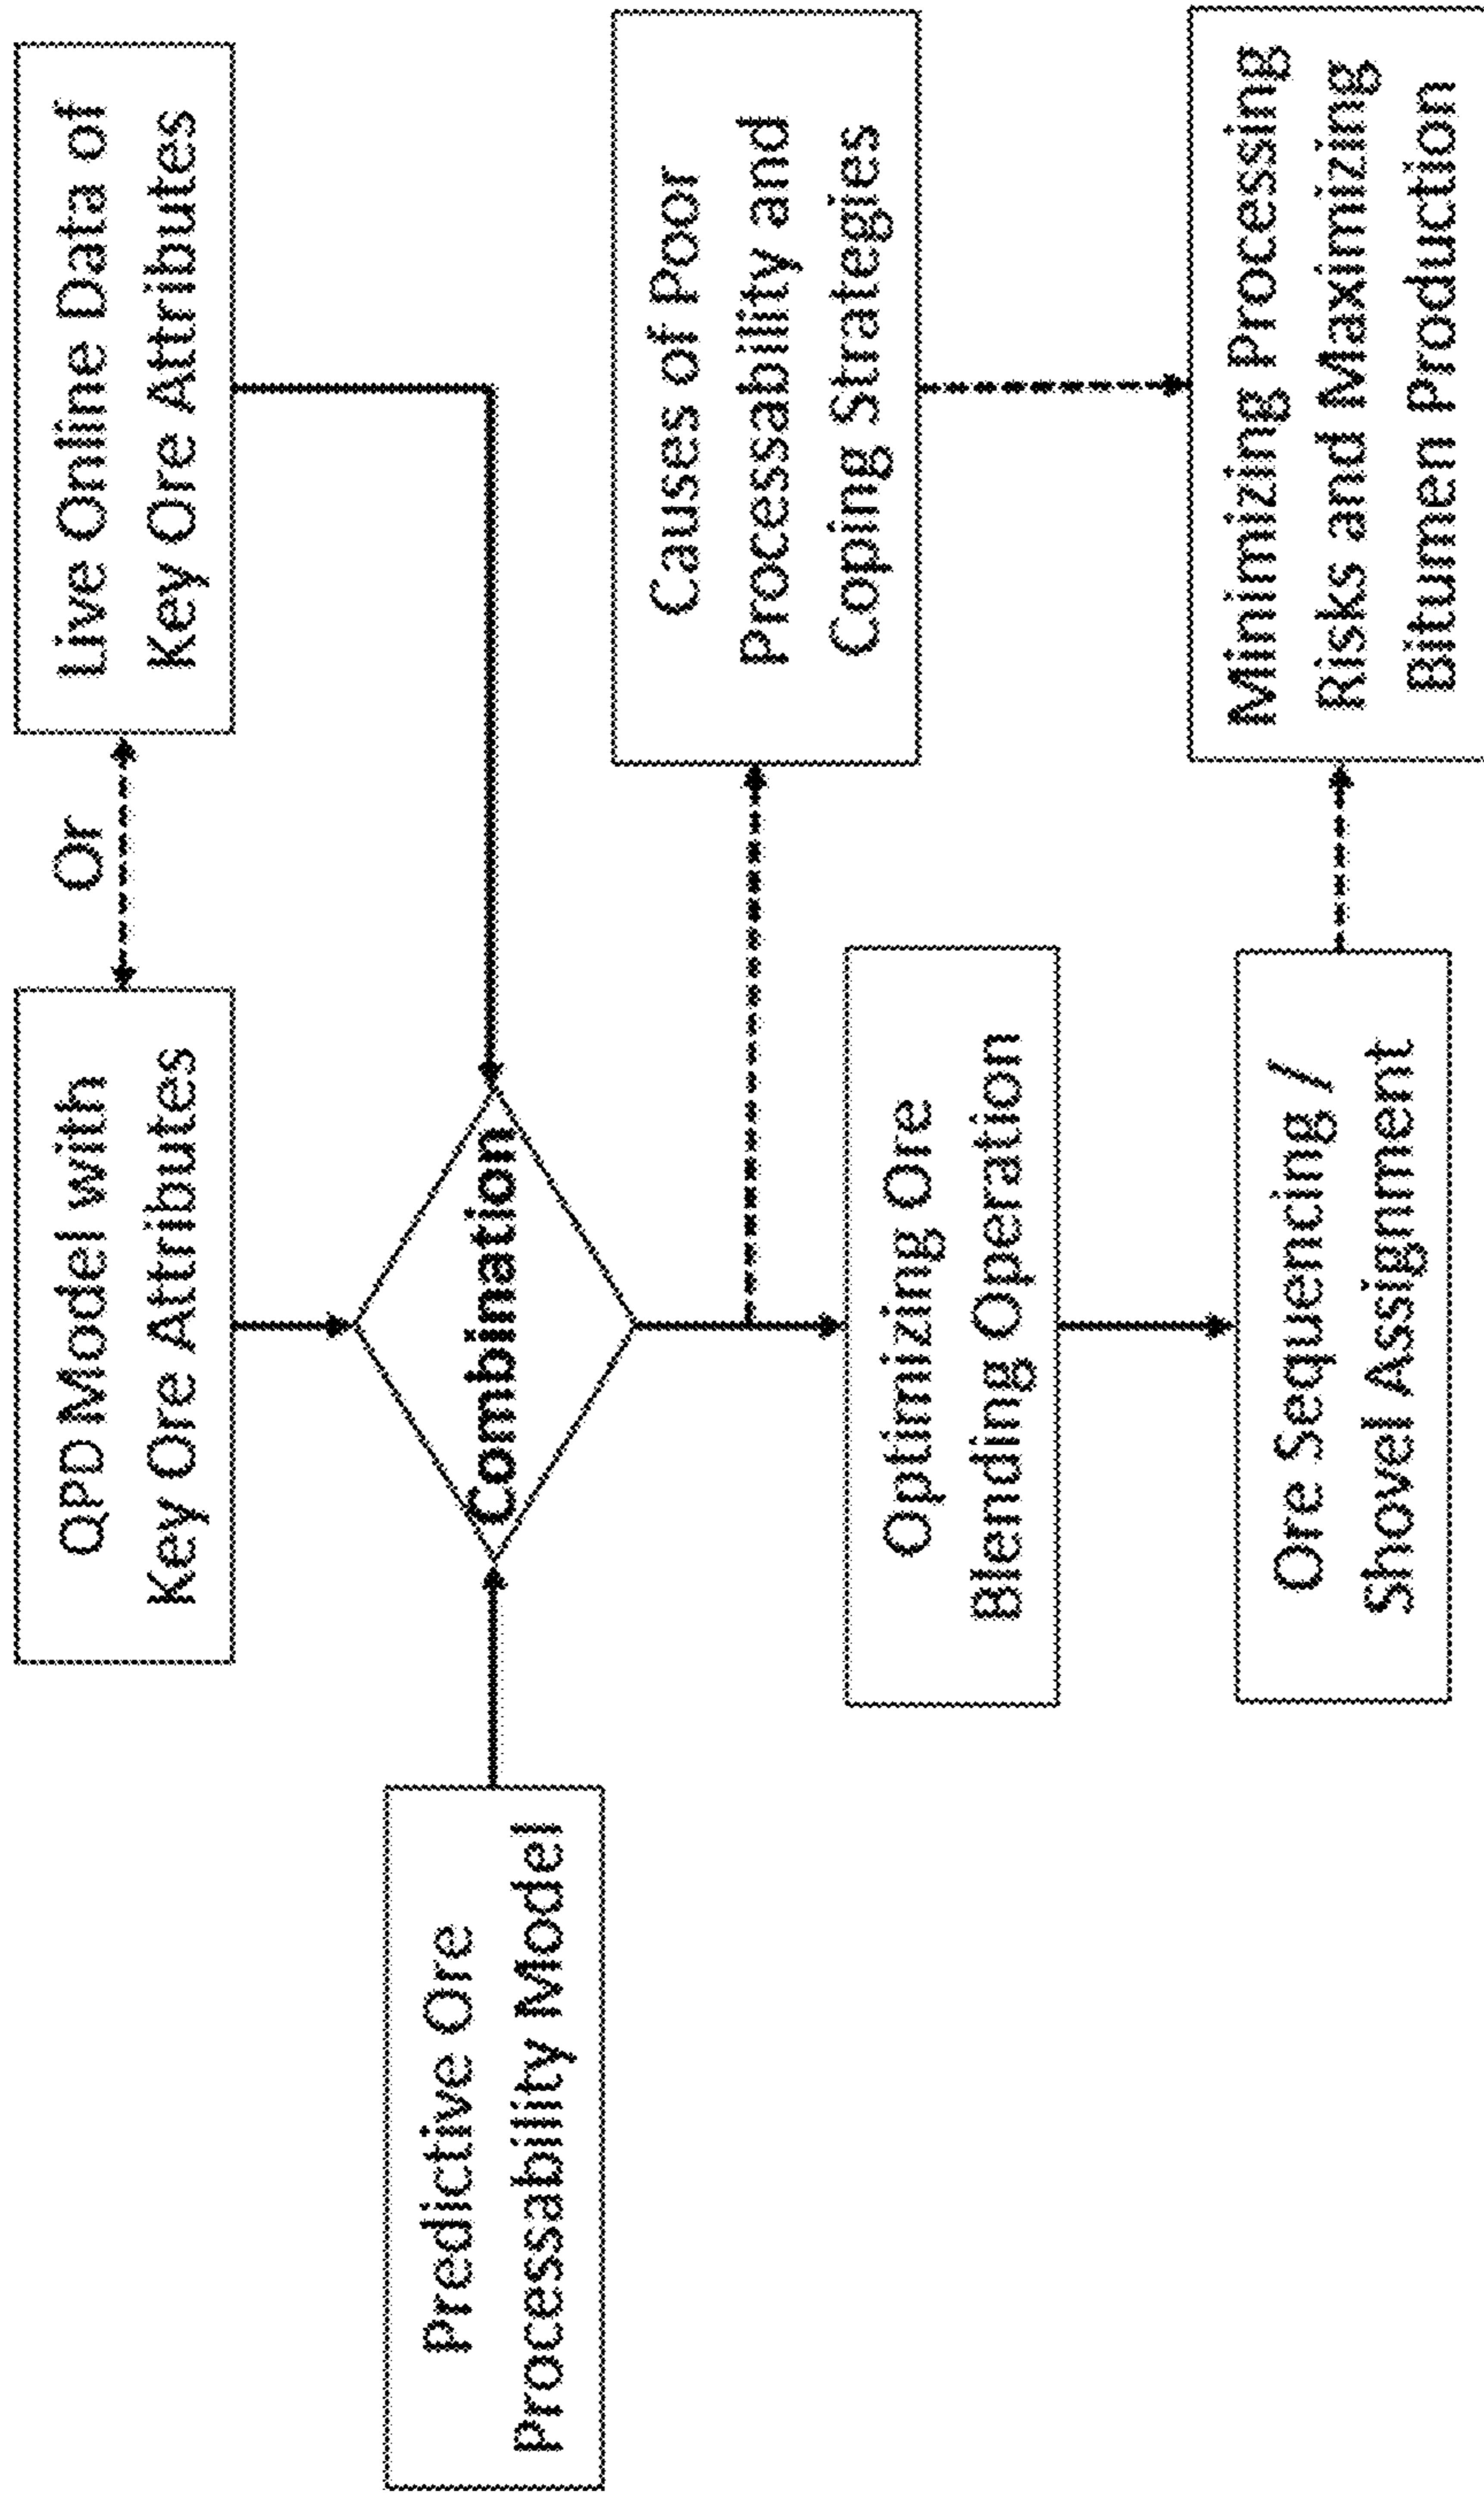 QPD Model with
Key Ore Attributes
Or
Live Online Data of
Key Ore Attributes
Predictive Ore
Processability Model
Combination
Causes of Poor
Processability and
Coping Strategies
Optimizing Ore
Blending Operation
Ore Sequencing /
Shovel Assignment
Minimizing Processing
Risks and Maximizing
Bitumen Production